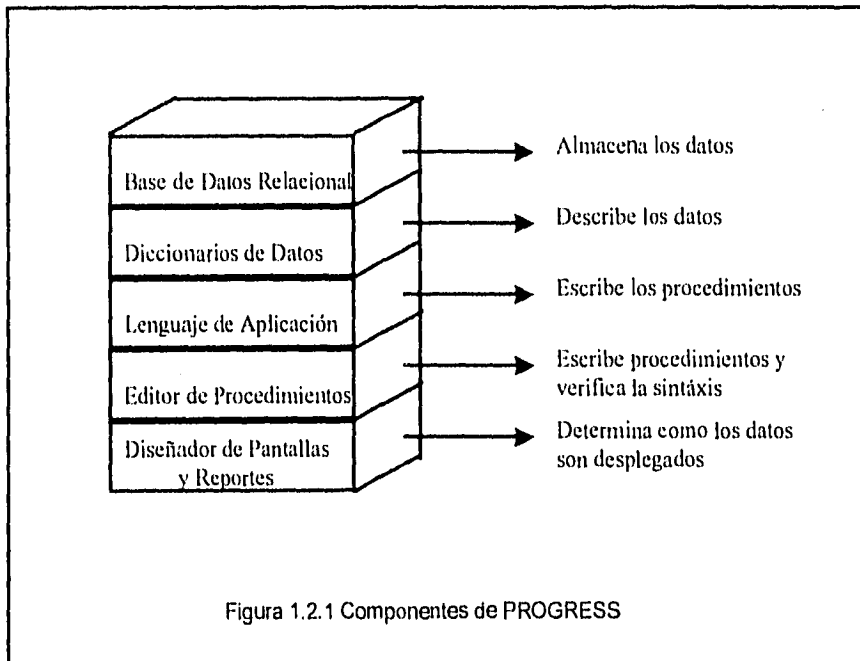 Base de Datos Relacional
Almacena los datos
Diccionarios de Datos
Describe los datos
Lenguaje de Aplicación
Escribe los procedimientos
Editor de Procedimientos
Escribe procedimientos y
verifica la sintáxis
Diseñador de Pantallas
y Reportes
Determina como los datos
son desplegados
Figura 1.2.1 Componentes de PROGRESS